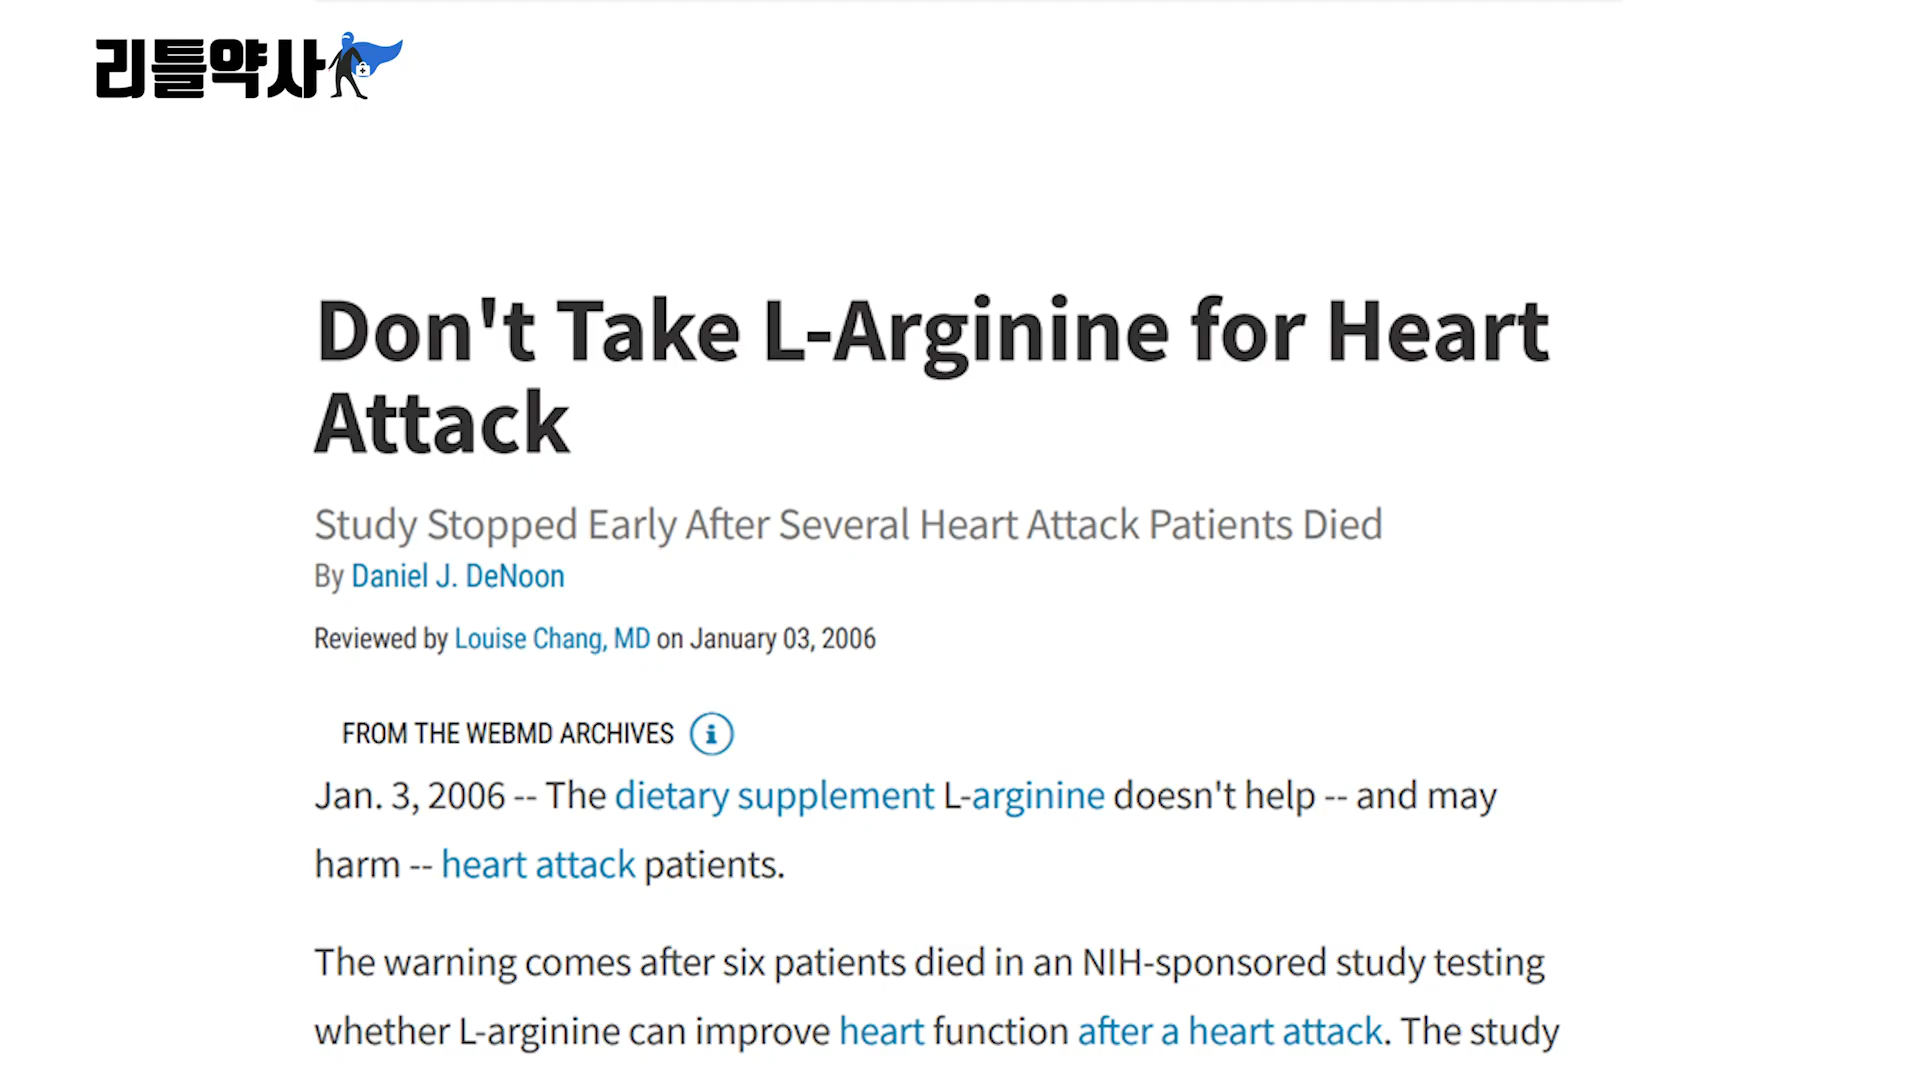 리틀약사
Don't Take L-Arginine for Heart
Attack
Study Stopped Early After Several Heart Attack Patients Died
By Daniel J. DeNoon
Reviewed by Louise Chang, MD on January 03, 2006
FROM THE WEBMD ARCHIVES
Jan. 3, 2006 -- The dietary supplement L-arginine doesn't help -- and may
harm -- heart attack patients.
The warning comes after six patients died in an NIH-sponsored study testing
whether L-arginine can improve heart function after a heart attack. The study